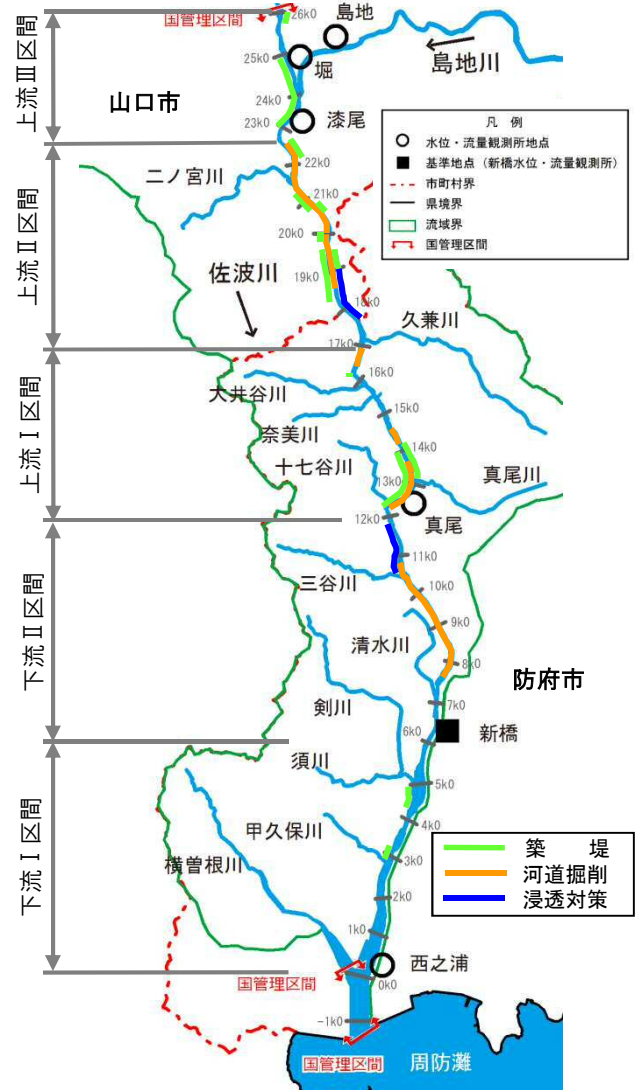 国管理区間
26k0
島地
25k0
堀
島地川
上流Ⅲ区間
山口市
24k0
23k0
漆尾
凡　例
水位・流量観測所地点
基準地点（新橋水位・流量観測所）
市町村界
県境界
流域界
国管理区間
22k0
二ノ宮川
21k0
20k0
上流Ⅱ区間
佐波川
19k0
18k0
久兼川
17k0
16k0
大井谷川
15k0
奈美川
14k0
上流Ⅰ区間
十七谷川
13k0
真尾川
12k0
真尾
11k0
三谷川
10k0
9k0
下流Ⅱ区間
清水川
8k0
防府市
7k0
剣川
6k0
新橋
須川
5k0
4k0
甲久保川
築　堤
河道掘削
浸透対策
3k0
横曽根川
下流Ⅰ区間
2k0
1k0
西之浦
国管理区間
0k0
-1k0
国管理区間
周防灘